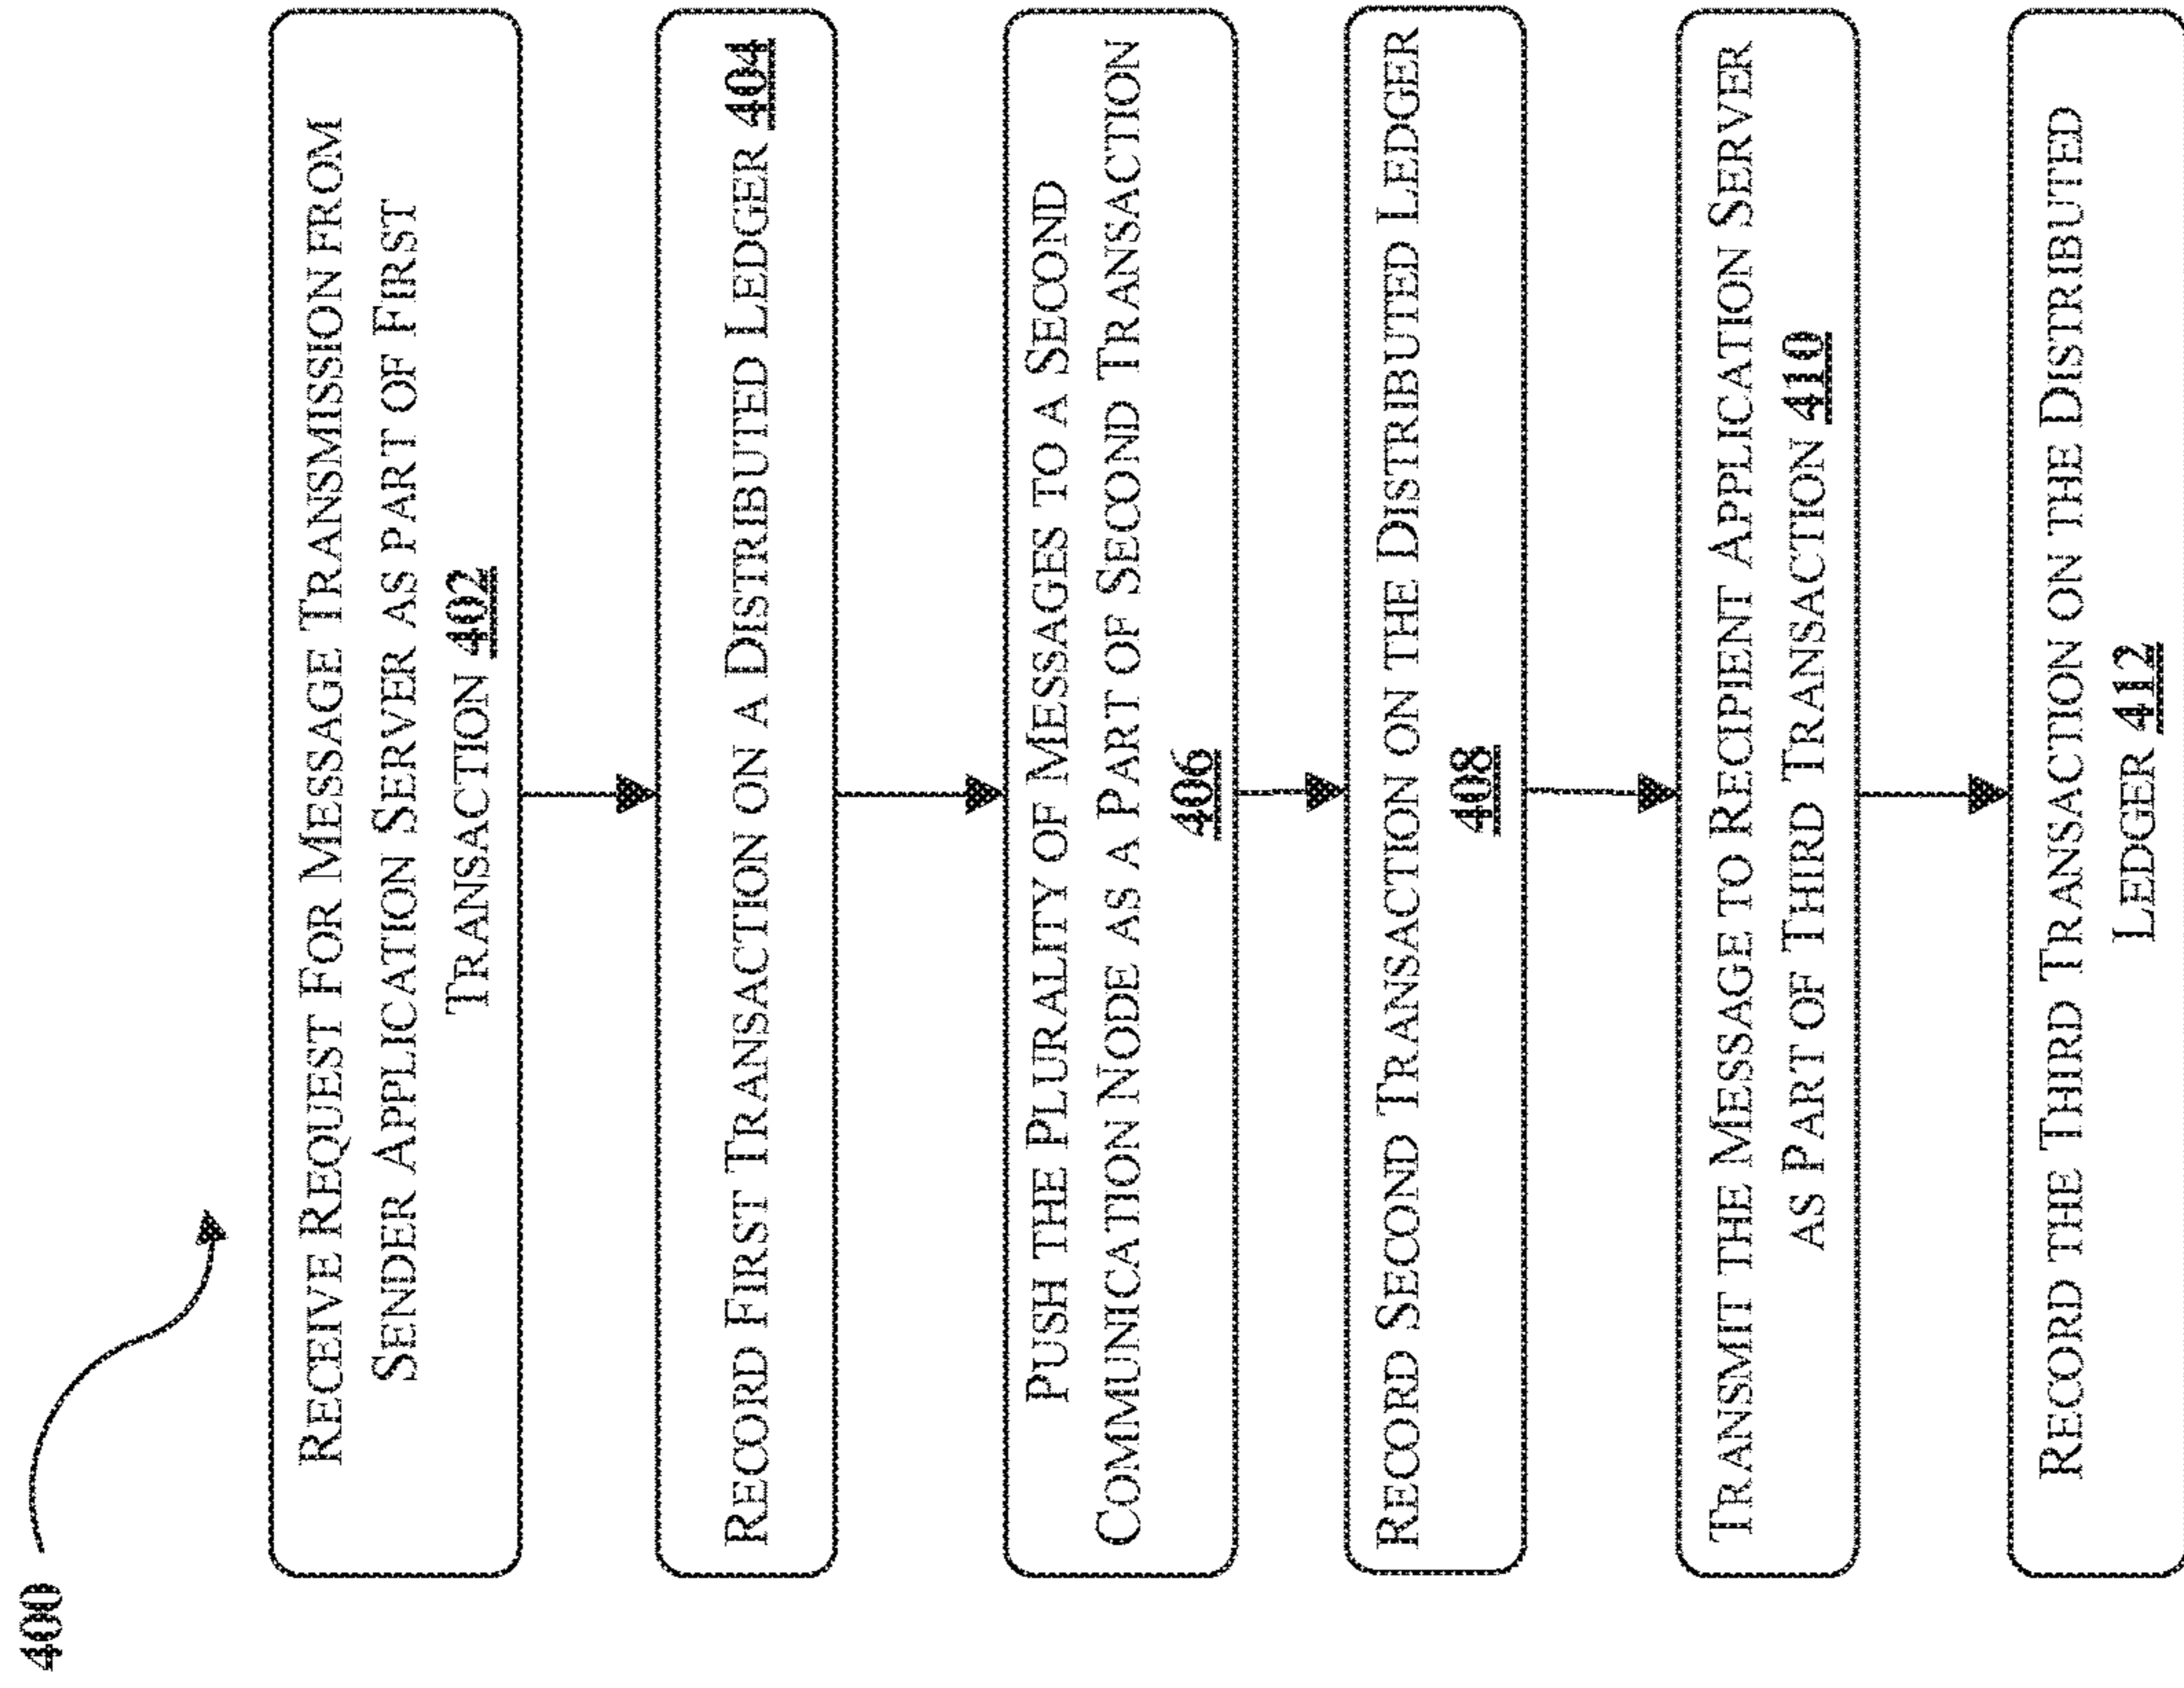 400
RECEIVE REQUEST FOR MESSAGE TRANSMISSION FROM
SENDER APPLICATION SERVER AS PART OF FIRST
TRANSACTION 402
RECORD FIRST TRANSACTION ON A DISTRIBUTED LEDGER 404
PUSH THE PLURALITY OF MESSAGES TO A SECOND
COMMUNICATION NODE AS A PART OF SECOND TRANSACTION
406
RECORD SECOND TRANSACTION ON THE DISTRIBUTED LEDGER
408
TRANSMIT THE MESSAGE TO RECIPIENT APPLICATION SERVER
AS PART OF THIRD TRANSACTION 410
RECORD THE THIRD TRANSACTION ON THE DISTRIBUTED
LEDGER 412